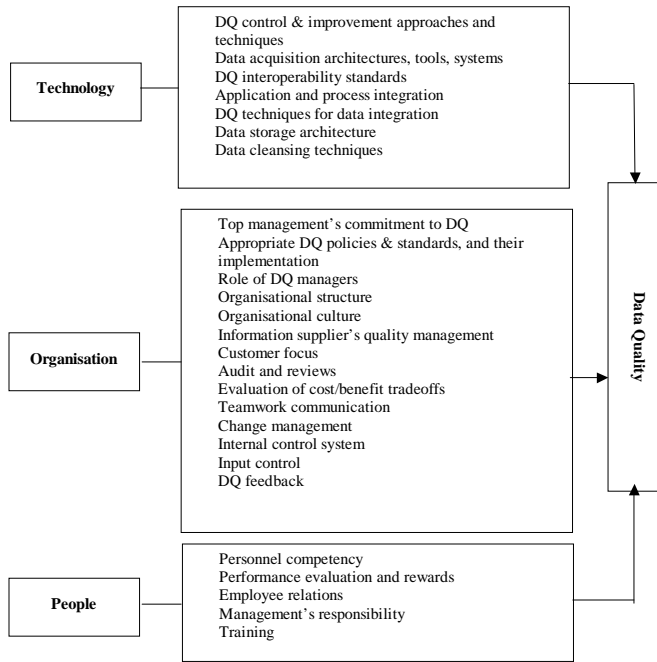 Technology
DQ control & improvement approaches and
techniques
Data acquisition architectures, tools, systems
DQ interoperability standards
Application and process integration
DQ techniques for data integration
Data storage architecture
Data cleansing techniques
Organisation
Top management’s commitment to DQ
Appropriate DQ policies & standards, and their
implementation
Role of DQ managers
Organisational structure
Organisational culture
Information supplier’s quality management
Customer focus
Audit and reviews
Evaluation of cost/benefit tradeoffs
Teamwork communication
Change management
Internal control system
Input control
DQ feedback
People
Personnel competency
Performance evaluation and rewards
Employee relations
Management’s responsibility
Training
Data Quality